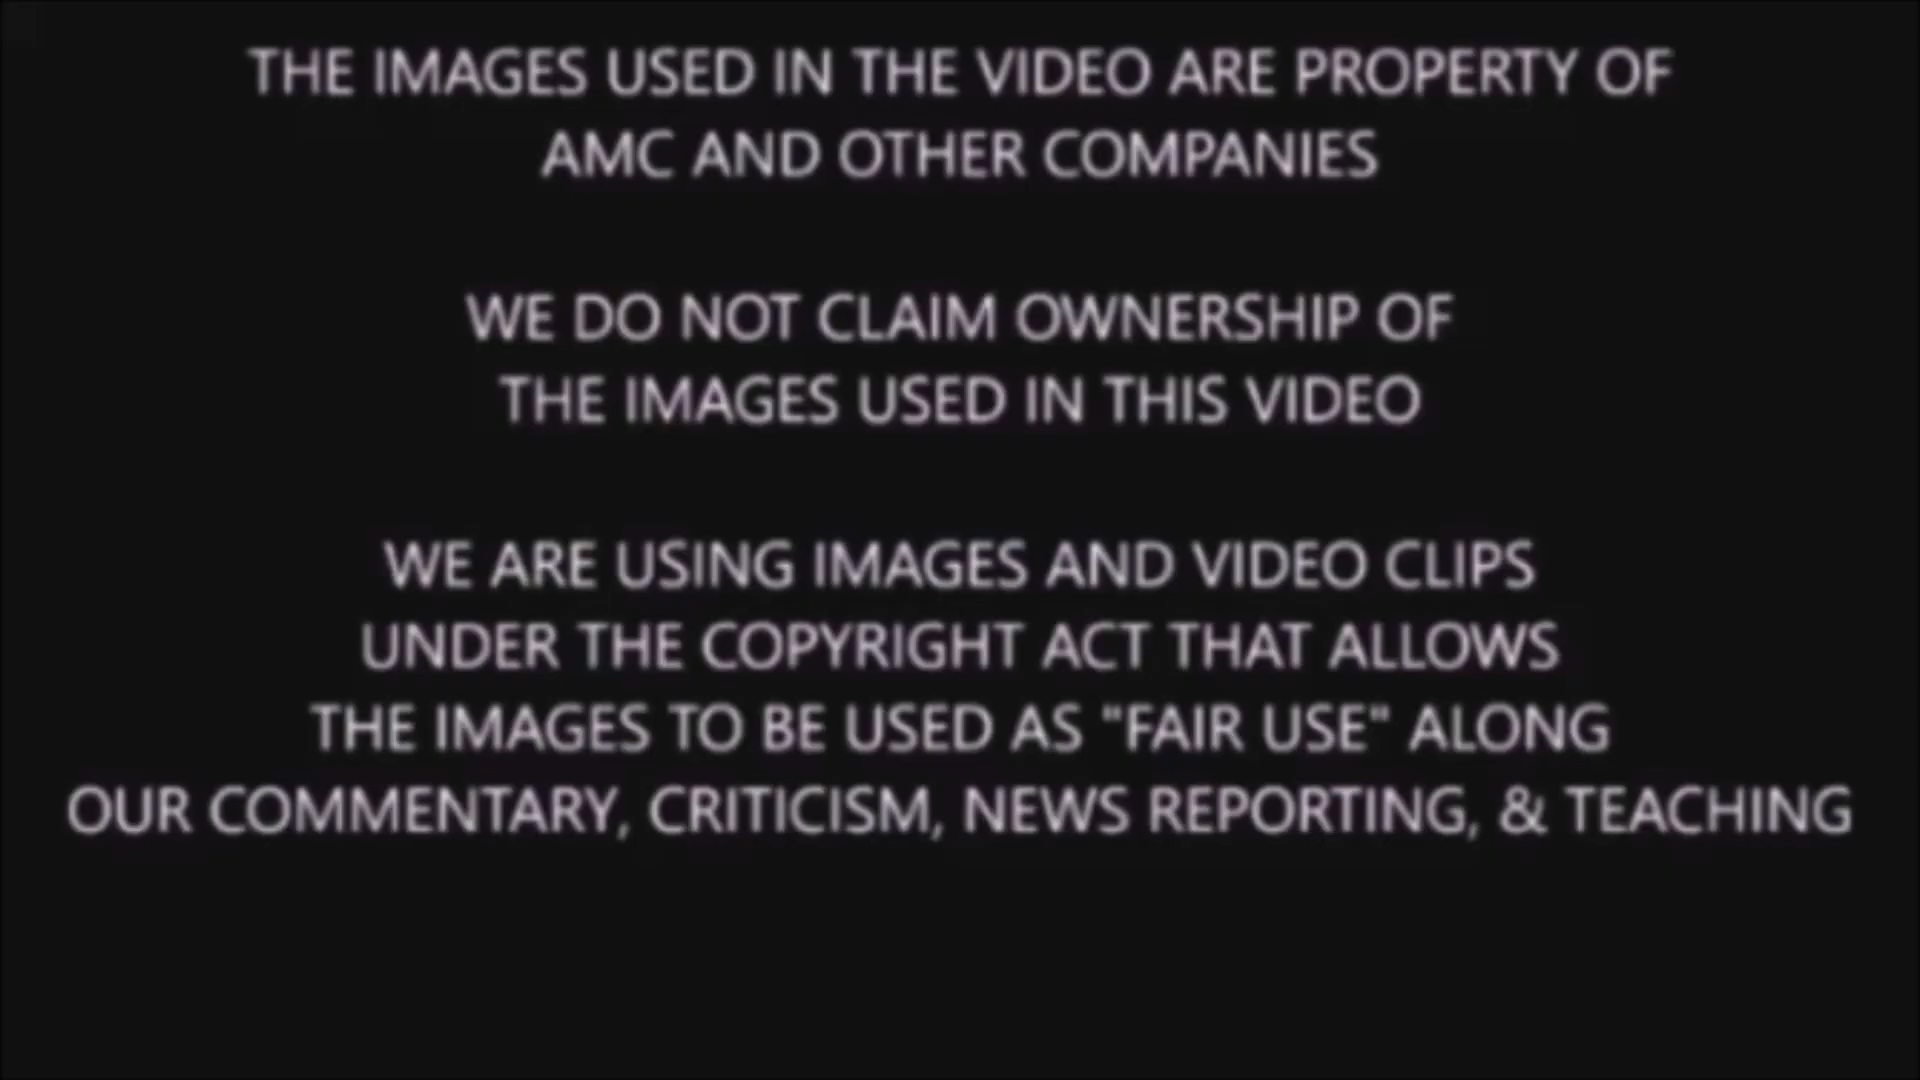 THE IMAGES USED IN THE VIDEO ARE PROPERTY OF
AMC AND OTHER COMPANIES
WE DO NOT CLAIM OWNERSHIP OF
THE IMAGES USED IN THIS VIDEO
WE ARE USING IMAGES AND VIDEO CLIPS
UNDER THE COPYRIGHT ACT THAT ALLOWS
THE IMAGES TO BE USED AS "FAIR USE" ALONG
OUR COMMENTARY, CRITICISM, NEWS REPORTING, & TEACHING